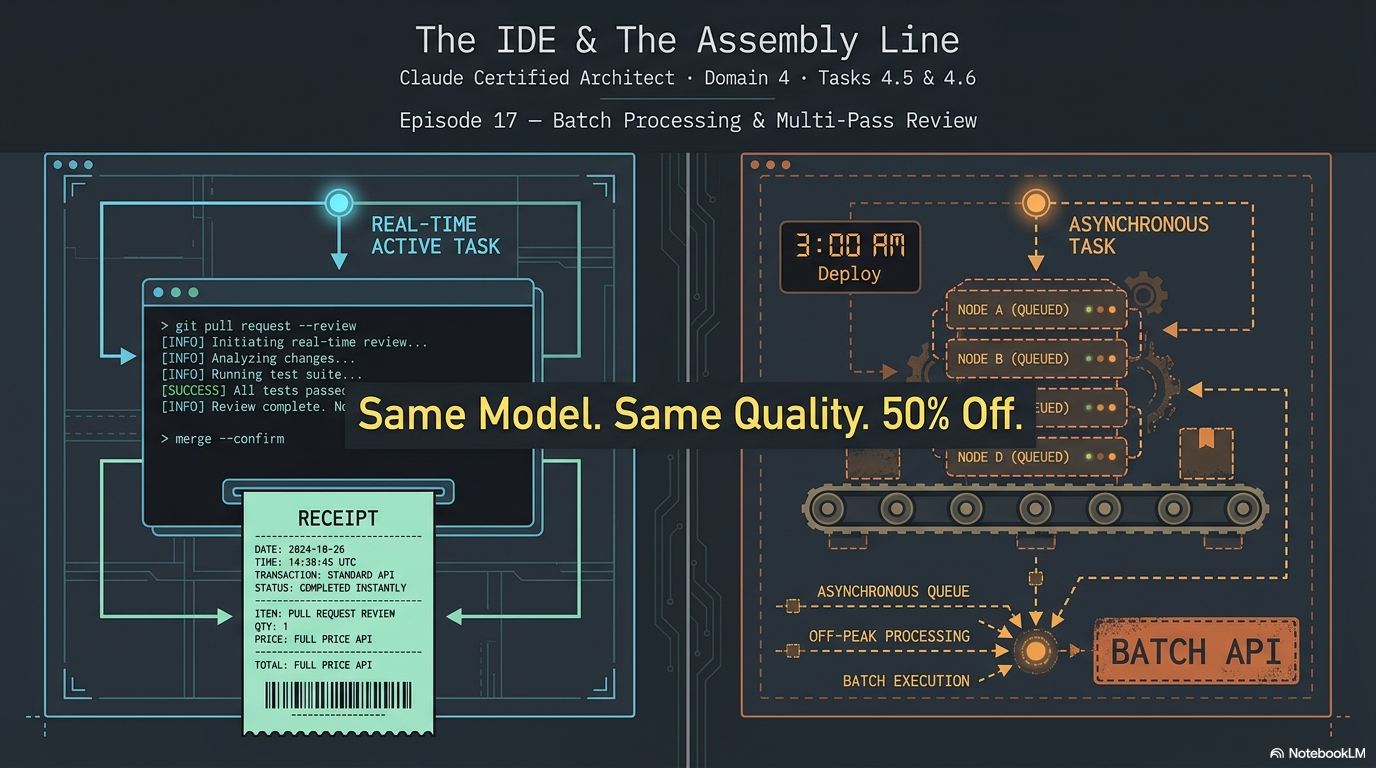 The IDE & The Assembly Line
Claude Certified Architect · Domain 4 · Tasks 4.5 & 4.6
Episode 17 — Batch Processing & Multi-Pass Review
REAL-TIME
ACTIVE TASK
> git pull request --review
[INFO] Initiating real-time review...
[INFO] Analyzing changes...
[INFO] Running test suite...
[SUCCESS] All tests passed
[INFO] Review complete.
> merge --confirm
RECEIPT
DATE: 2024-10-26
TIME: 14:38:45 UTC
TRANSACTION: STANDARD API
STATUS: COMPLETED INSTANTLY
ITEN: PULL REQUEST REVIEW
QTY: 1
PRICE: FULL PRICE API
TOTAL: FULL PRICE API
Same Model. Same Quality. 50% Off.
3:00 AM
Deploy
ASYNCHRONOUS
TASK
NODE A (QUEUED)
NODE B (QUEUED)
NODE D (QUEUED)
ASYNCHRONOUS QUEUE
OFF-PEAK PROCESSING
BATCH EXECUTION
BATCH API
NotebookLM